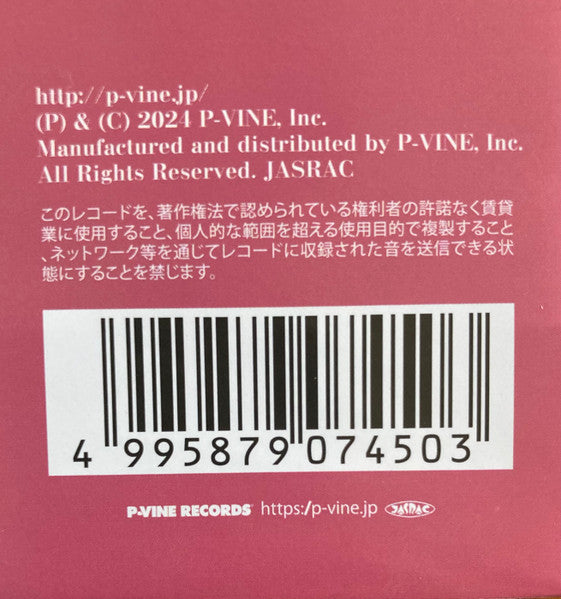 http://p-vine.jp/
(P) & (C) 2024 P-VINE, Inc.
Manufactured and distributed by P-VINE, Inc.
All Rights Reserved. JASRAC
このレコードを、著作権法で認められている権利者の許諾なく賃貸
業に使用すること、個人的な範囲を超える使用目的で複製すること
、ネットワーク等を通じてレコードに収録された音を送信できる状
態にすることを禁じます。
4 995879 074503
P-VINE RECORDS https:/p-vine.jp JASRAC